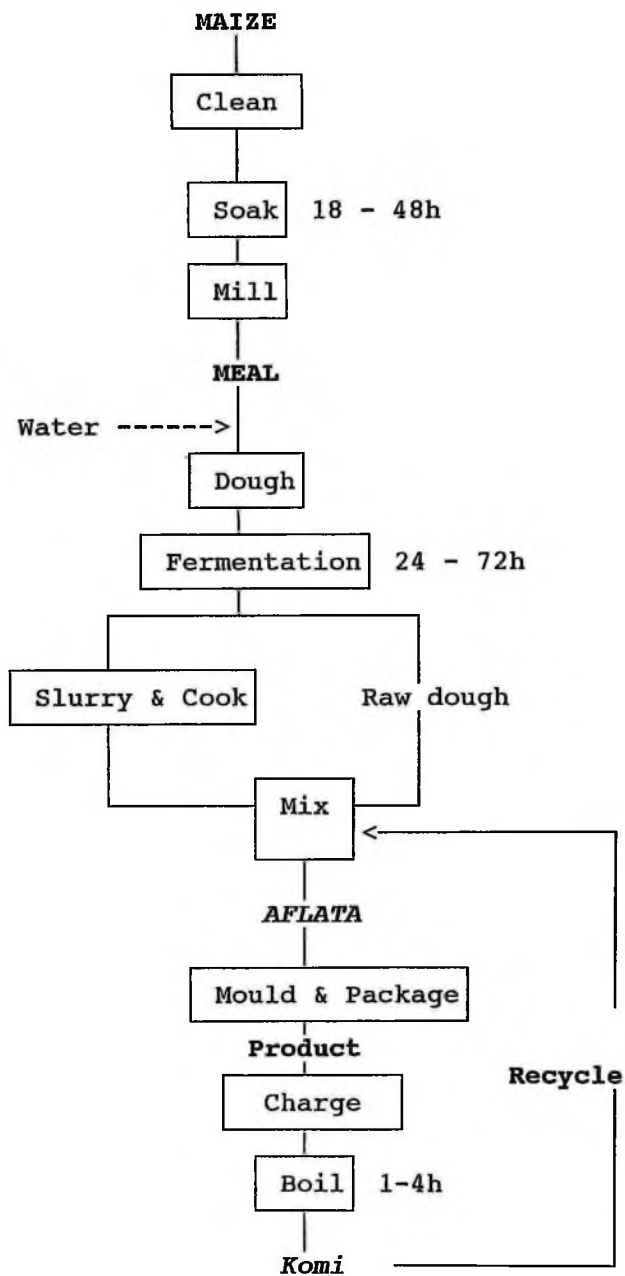 MAIZE
Clean
Soak 18 - 48h
Mill
MEAL
Water ------>
Dough
Fermentation 24 - 72h
Slurry & Cook Raw dough
Mix
AFLATA
Mould & Package
Product
Recycle
Charge
Boil 1-4h
Komi